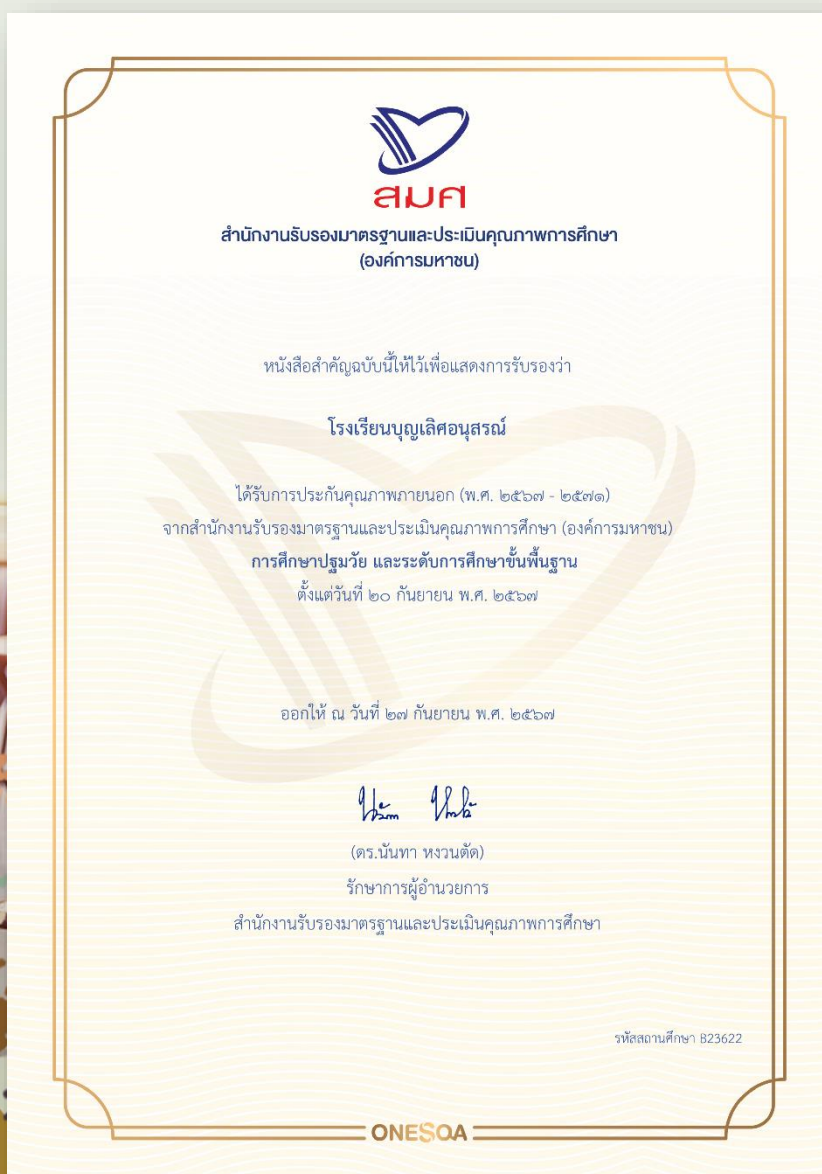 สมศ
สำนักงานรับรองมาตรฐานและประเมินคุณภาพการศึกษา
(องค์การมหาชน)
หนังสือสำคัญฉบับนี้ให้ไว้เพื่อแสดงการรับรองว่า
โรงเรียนบุญเลิศอนุสรณ์
ได้รับการประกันคุณภาพภายนอก (พ.ศ. ๒๕๖๗ - ๒๕๗๑)
จากสำนักงานรับรองมาตรฐานและประเมินคุณภาพการศึกษา (องค์การมหาชน)
การศึกษาปฐมวัย และระดับการศึกษาขั้นพื้นฐาน
ตั้งแต่วันที่ ๒๐ กันยายน พ.ศ. ๒๕๖๗
ออกให้ ณ วันที่ ๒๗ กันยายน พ.ศ. ๒๕๖๗
(ดร.นันทา หงวนตัด)
รักษาการผู้อำนวยการ
สำนักงานรับรองมาตรฐานและประเมินคุณภาพการศึกษา
รหัสสถานศึกษา B23622
ONESQA